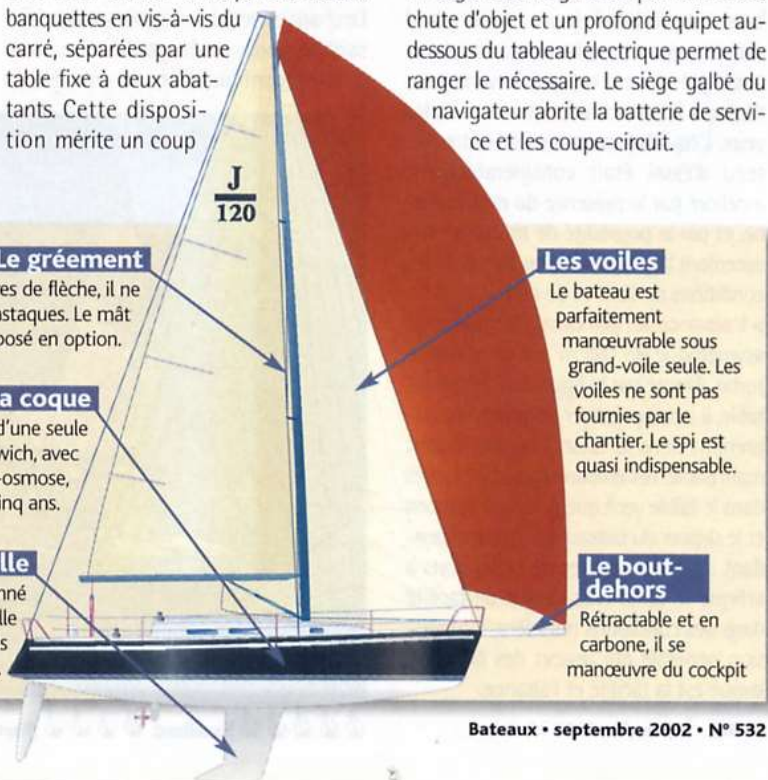 banquettes en vis-à-vis du
carré, séparées par une
table fixe à deux abat-
tants. Cette disposi-
tion mérite un coup
chute d'objet et un profond équipet au-
dessous du tableau électrique permet de
ranger le nécessaire. Le siège galbé du
navigateur abrite la batterie de servi-
ce et les coupe-circuit.
J
120
Le gréement
es de flèche, il ne
astaques. Le mât
posé en option.
a coque
d'une seule
wich, avec
-osmose,
inq ans.
lle
nné
lle
s
Les voiles
Le bateau est
parfaitement
manœuvrable sous
grand-voile seule. Les
voiles ne sont pas
fournies par le
chantier. Le spi est
quasi indispensable.
Le bout-
dehors
Rétractable et en
carbone, il se
manœuvre du cockpit
Bateaux • septembre 2002 • N° 532